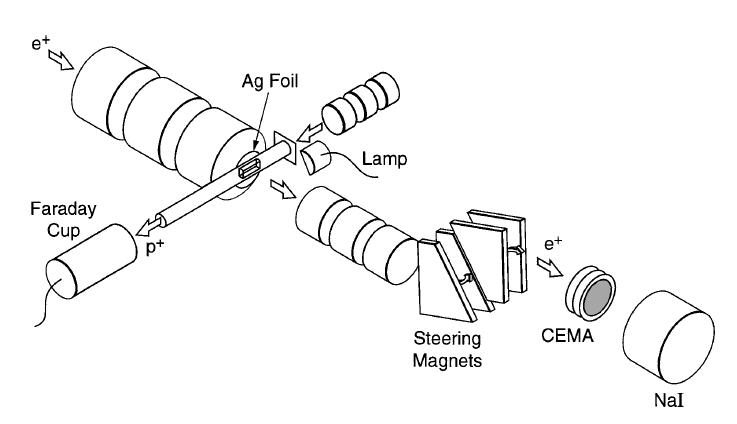 e+
Ag Foil
Lamp
Faraday
Cup
p+
e+
Steering
Magnets
CEMA
NaI